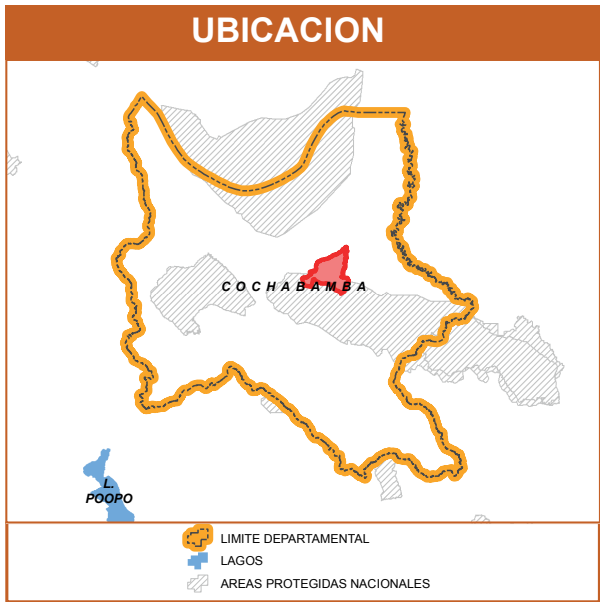 UBICACION
COCHABAMBA
L.
POOPO
LIMITE DEPARTAMENTAL
LAGOS
AREAS PROTEGIDAS NACIONALES